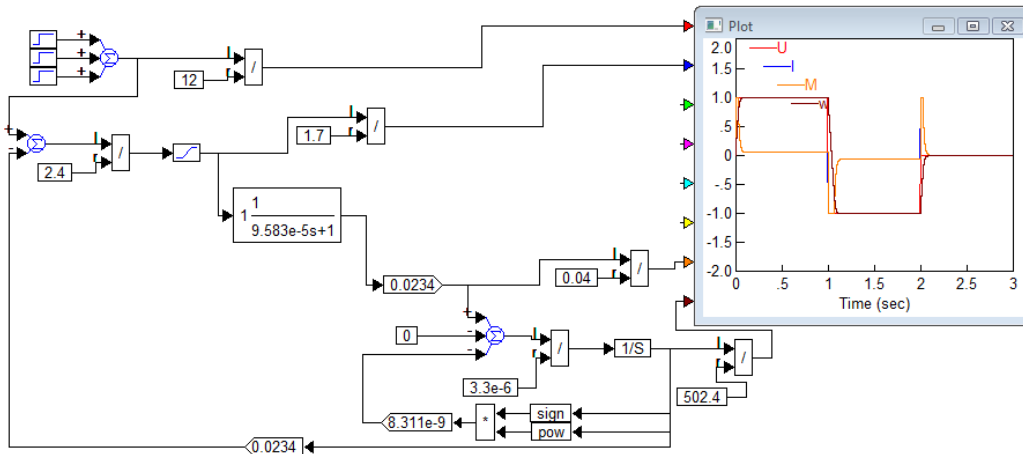 Plot
+
+
+
Σ
l
r
/
12
2.0
1.5
1.0
.5
0
-.5
-1.0
-1.5
-2.0
U
I
M
w
0
.5
1
1.5
2
2.5
3
Time (sec)
+
-
Σ
l
r
/
2.4
l
r
/
1.7
1
1
9.583e-5s+1
0.0234
l
r
/
0.04
+
-
-
Σ
0
l
r
/
3.3e-6
1/S
l
r
/
502.4
8.311e-9
*
sign
pow
0.0234